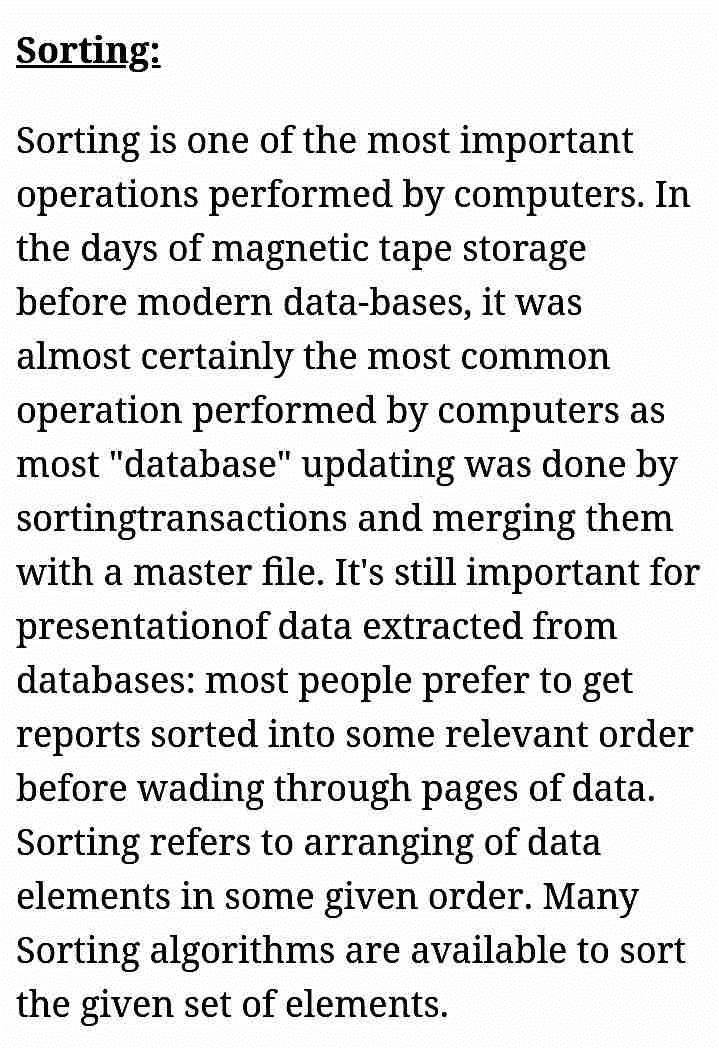 Sorting:
Sorting is one of the most important
operations performed by computers. In
the days of magnetic tape storage
before modern data-bases, it was
almost certainly the most common
operation performed by computers as
most "database" updating was done by
sortingtransactions and merging them
with a master file. It's still important for
presentationof data extracted from
databases: most people prefer to get
reports sorted into some relevant order
before wading through pages of data.
Sorting refers to arranging of data
elements in some given order. Many
Sorting algorithms are available to sort
the given set of elements.